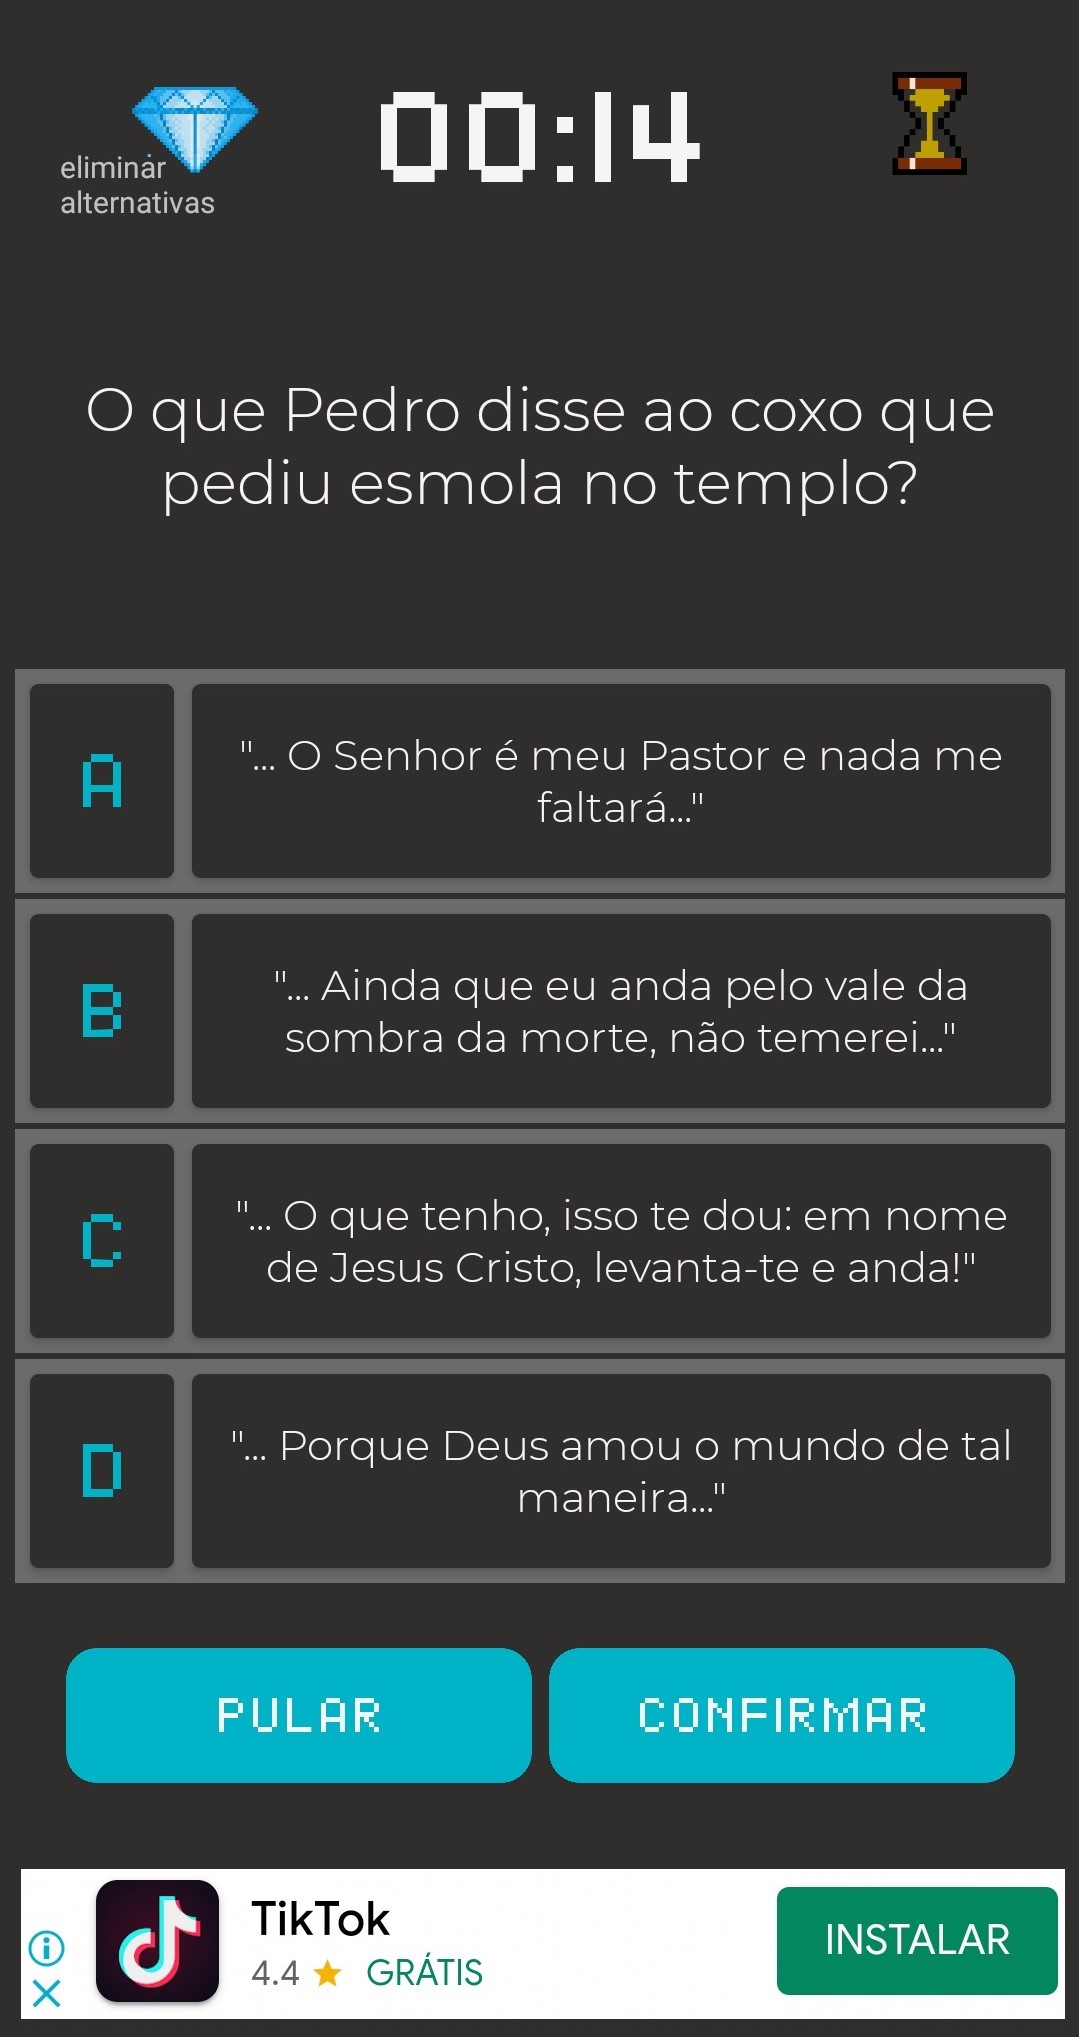 00:14
eliminar
alternativas
O que Pedro disse ao coxo que
pediu esmola no templo?
A
"... O Senhor é meu Pastor e nada me
faltará..."
B
"... Ainda que eu anda pelo vale da
sombra da morte, não temerei..."
C
"... O que tenho, isso te dou: em nome
de Jesus Cristo, levanta-te e anda!"
D
"... Porque Deus amou o mundo de tal
maneira..."
PULAR
CONFIRMAR
TikTok
4.4 ★ GRÁTIS
INSTALAR